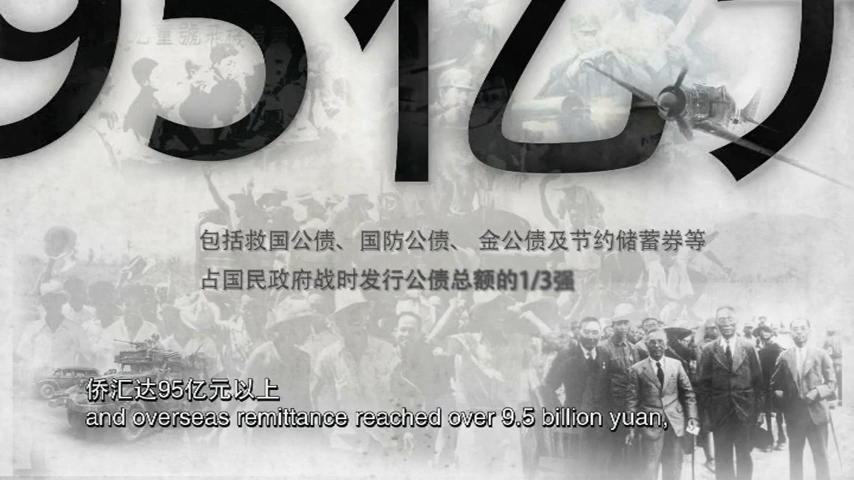 95亿
包括救国公债、国防公债、 金公债及节约储蓄券等
占国民政府战时发行公债总额的1/3强
侨汇达95亿元以上
and overseas remittance reached over 9.5 billion yuan,